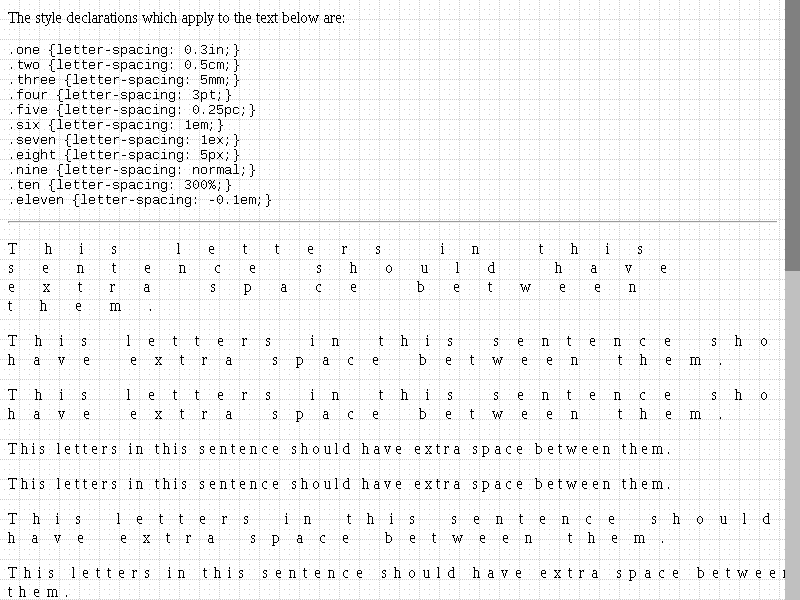 The style declarations which apply to the text below are:
.one {letter-spacing: 0.3in;}
.two {letter-spacing: 0.5cm;}
.three {letter-spacing: 5mm;}
.four {letter-spacing: 3pt;}
.five {letter-spacing: 0.25pc;}
.six {letter-spacing: 1em;}
.seven {letter-spacing: 1ex;}
.eight {letter-spacing: 5px;}
.nine {letter-spacing: normal;}
.ten {letter-spacing: 300%;}
.eleven {letter-spacing: -0.1em;}
This letters in this
sentence should have
extra space between
them.
This letters in this sentence sho
have extra space between them.
This letters in this sentence sho
have extra space between them.
This letters in this sentence should have extra space between them.
This letters in this sentence should have extra space between them.
This letters in this sentence should
have extra space between them.
This letters in this sentence should have extra space between
them.